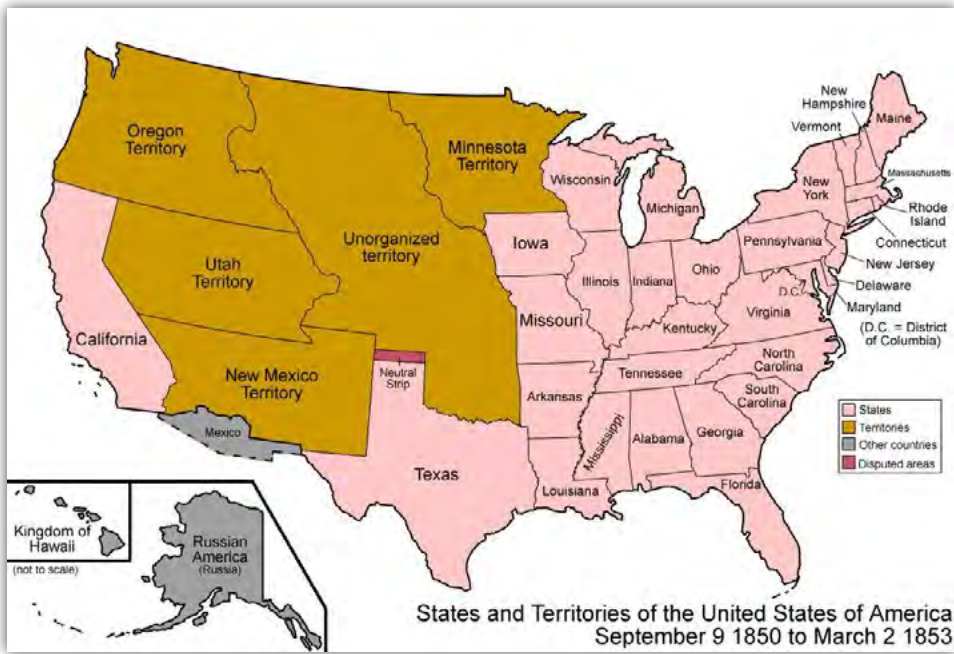 New
Hampshire
Vermont
Maine
Oregon
Territory
Minnesota
Territory
Massachusetts
Wisconsin
New
York
Michigan
Rhode
Island
Unorganized
territory
Iowa
Pennsylvania
Connecticut
Utah
Territory
Illinois
Indiana
Ohio
New Jersey
D.C.
Delaware
California
Missouri
Virginia
Maryland
Kentucky
(D.C. = District
of Columbia)
New Mexico
Territory
Neutral
Strip
Tennessee
North
Carolina
Arkansas
South
Carolina
Mexico
Mississippi
Alabama
Georgia
States
Territories
Other countries
Disputed areas
Texas
Louisiana
Florida
Kingdom of
Hawaii
(not to scale)
Russian
America
(Russia)
States and Territories of the United States of America
September 9 1850 to March 2 1853